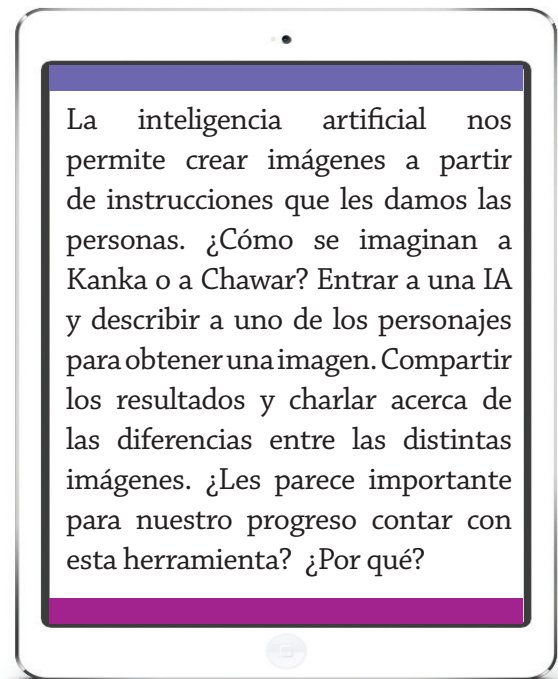 La inteligencia artificial nos
permite crear imágenes a partir
de instrucciones que les damos las
personas. ¿Cómo se imaginan a
Kanka o a Chawar? Entrar a una IA
y describir a uno de los personajes
para obtener una imagen. Compartir
los resultados y charlar acerca de
las diferencias entre las distintas
imágenes. ¿Les parece importante
para nuestro progreso contar con
esta herramienta? ¿Por qué?